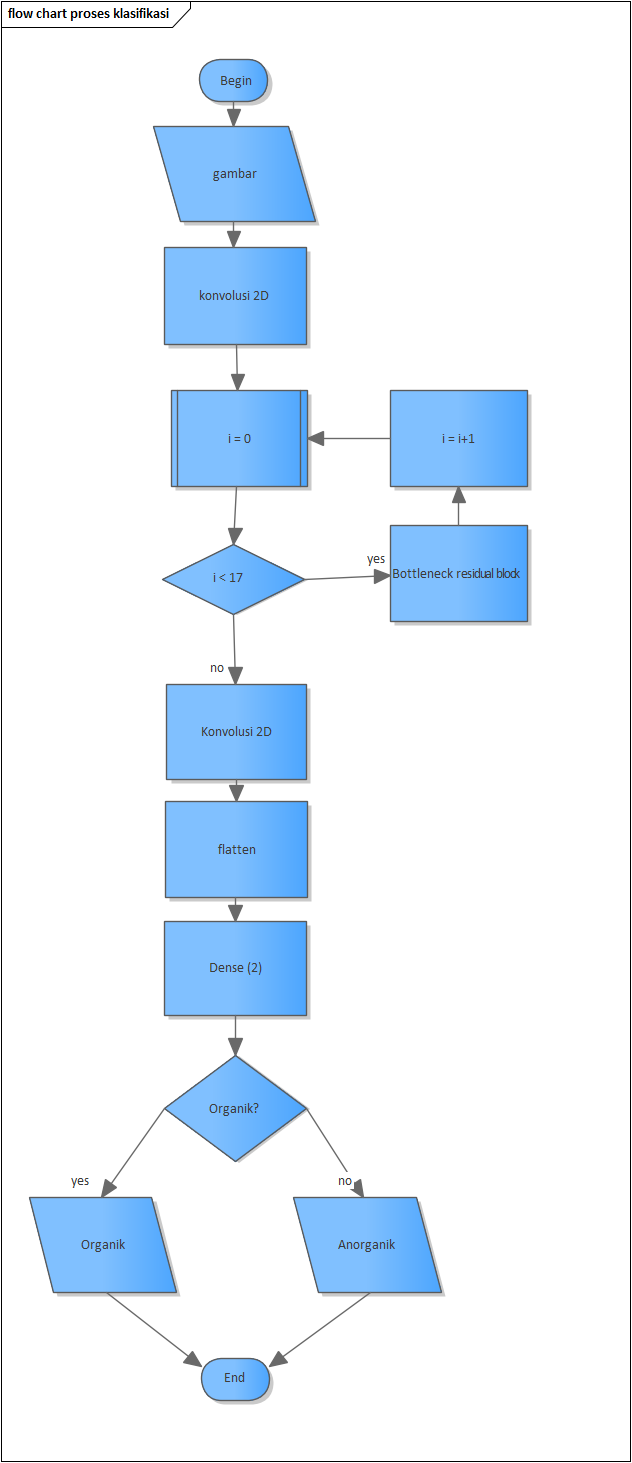 flow chart proses klasifikasi
Begin
gambar
konvolusi 2D
i = 0
i = i+1
i < 17
yes
Bottleneck residual block
no
Konvolusi 2D
flatten
Dense (2)
Organik?
yes
no
Organik
Anorganik
End